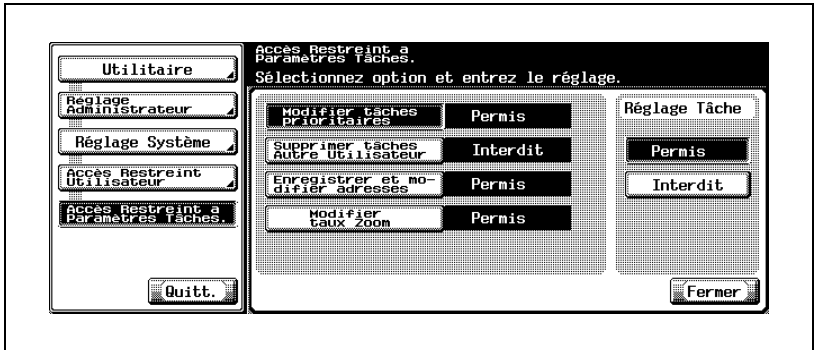 Utilitaire
Réglage
Administrateur
Réglage Système
Accès Restreint
Utilisateur
Accès Restreint a
Paramètres Tâches.
Quitt.
Accès Restreint a
Paramètres Tâches.
Sélectionnez option et entrez le réglage.
Modifier tâches
prioritaires
Permis
Supprimer tâches
Autre Utilisateur
Interdit
Enregistrer et mo-
difier adresses
Permis
Modifier
taux Zoom
Permis
Réglage Tâche
Permis
Interdit
Fermer